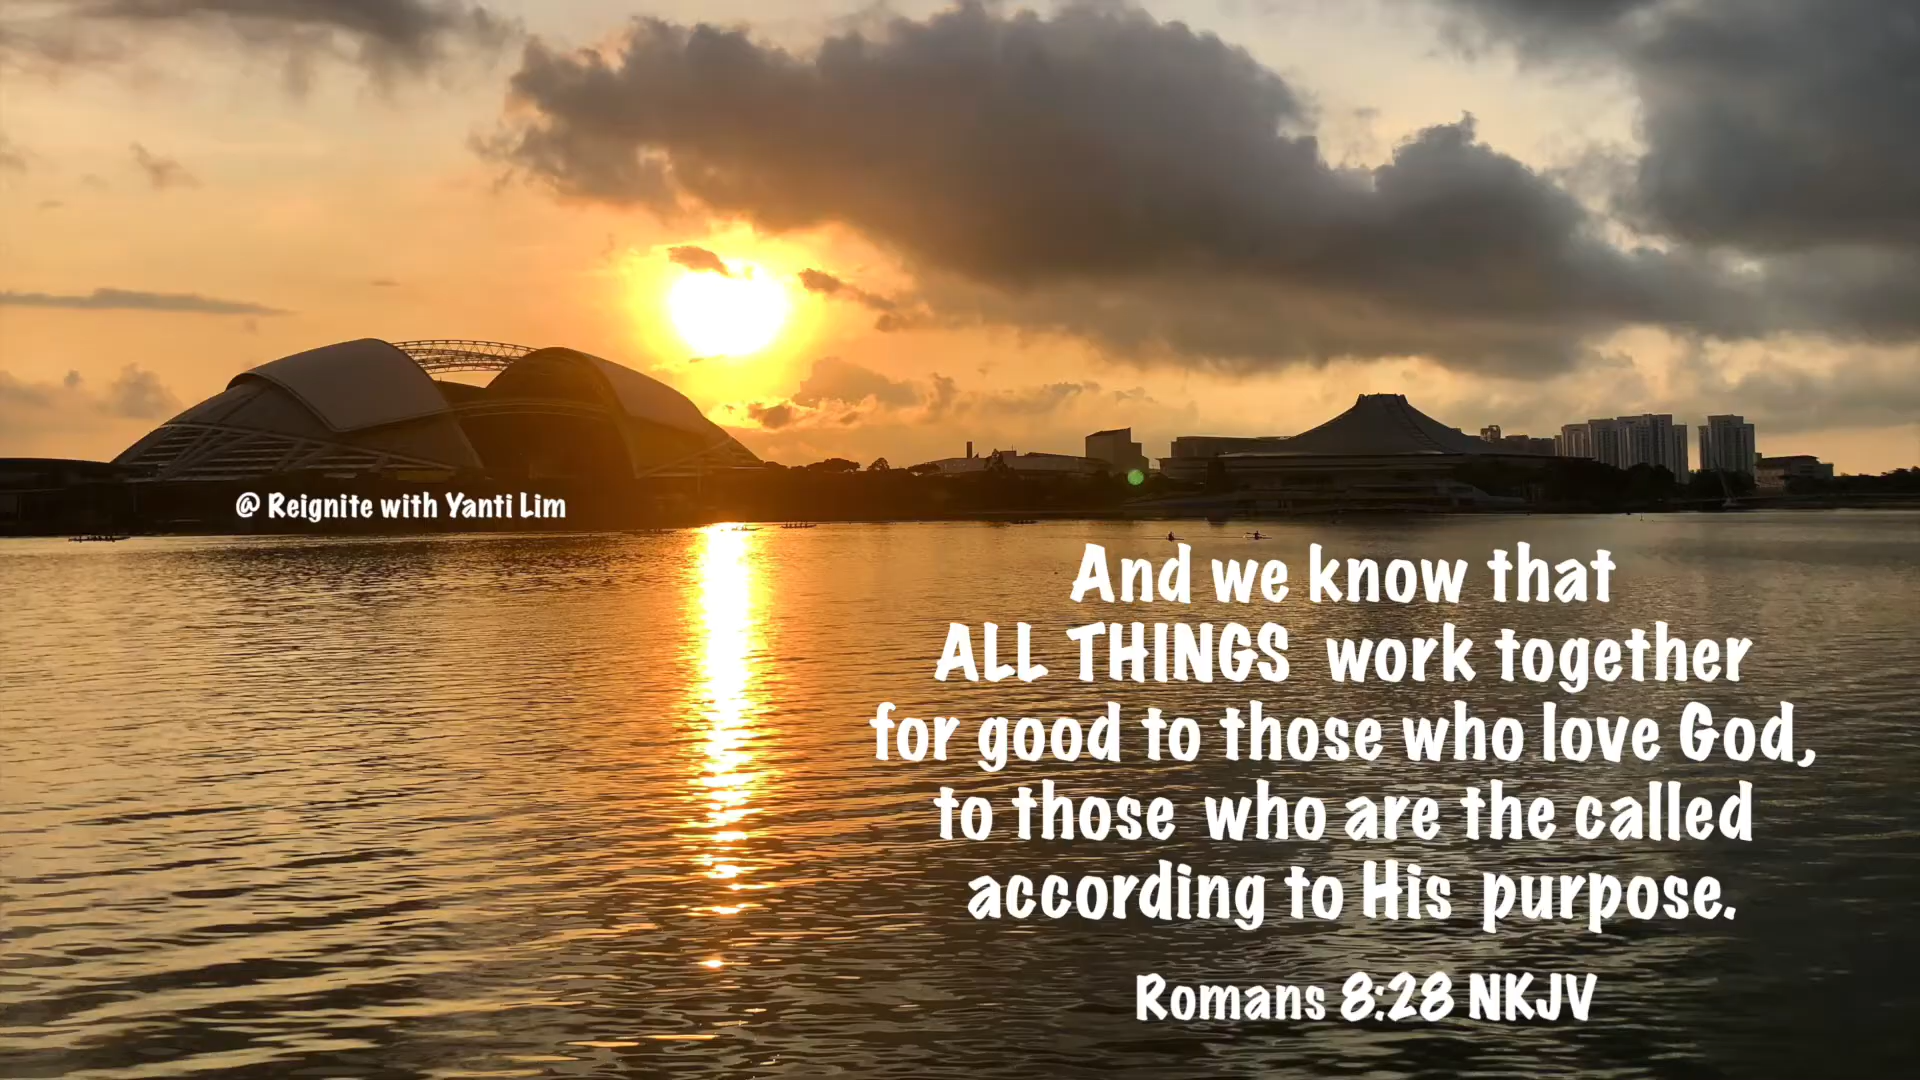 @ Reignite with Yanti Lim
And we know that
ALL THINGS work together
for good to those who love God,
to those who are the called
according to His purpose.
Romans 8:28 NKJV